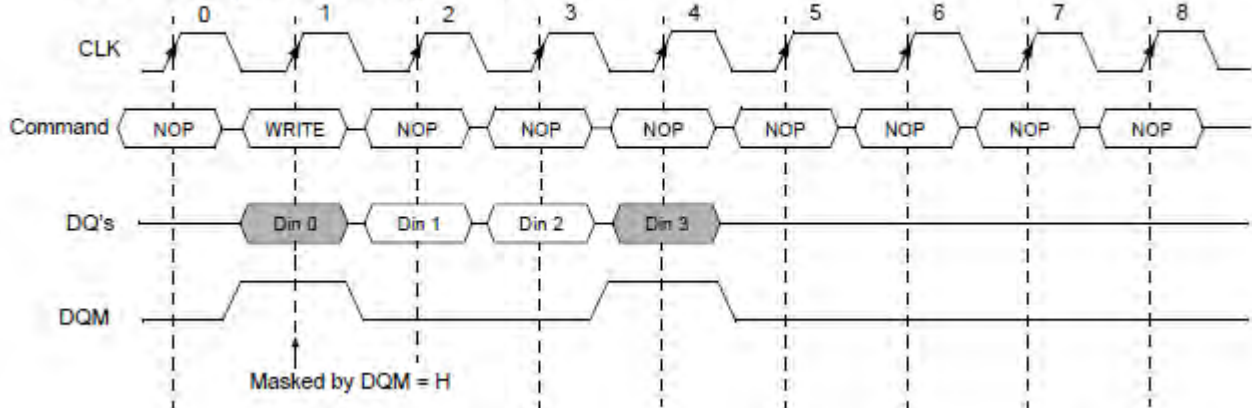 0 1 2 3 4 5 6 7 8
CLK
Command NOP WRITE NOP NOP NOP NOP NOP NOP NOP
DQ's Din 0 Din 1 Din 2 Din 3
DQM
Masked by DQM = H